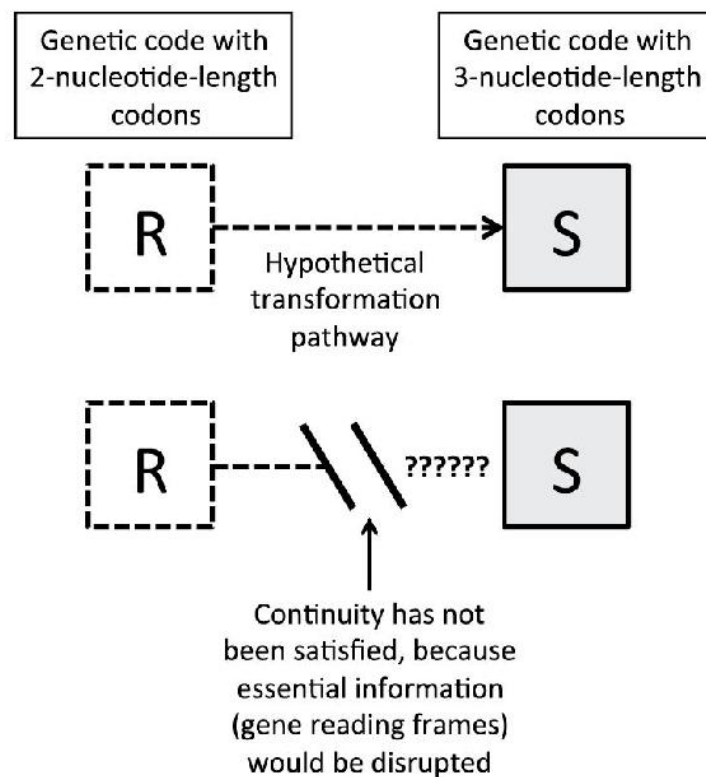 Genetic code with
2-nucleotide-length
codons
Genetic code with
3-nucleotide-length
codons
R
S
Hypothetical
transformation
pathway
R
??????
S
Continuity has not
been satisfied, because
essential information
(gene reading frames)
would be disrupted